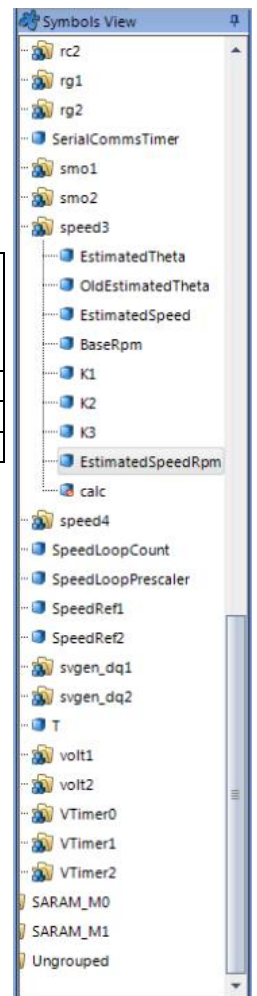 Symbols View
rc2
rg1
rg2
SerialCommsTimer
smo1
smo2
speed3
EstimatedTheta
OldEstimatedTheta
EstimatedSpeed
BaseRpm
K1
K2
K3
EstimatedSpeedRpm
calc
speed4
SpeedLoopCount
SpeedLoopPrescaler
SpeedRef1
SpeedRef2
svgen_dq1
svgen_dq2
T
volt1
volt2
VTimer0
VTimer1
VTimer2
SARAM_M0
SARAM_M1
Ungrouped